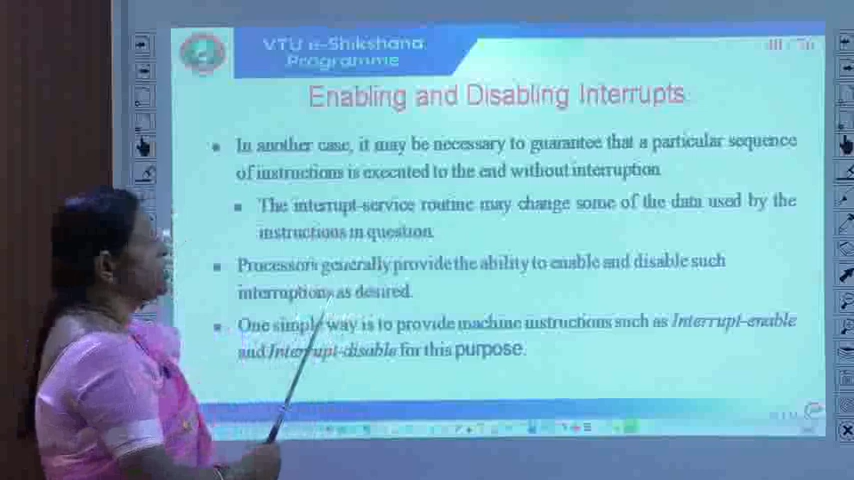 VTU e-Shikshana
Programme
Enabling and Disabling Interrupts
In another case, it may be necessary to guarantee that a particular sequence
of instructions is executed to the end without interruption
The interrupt-service routine may change some of the data used by the
instructions in question
Processors generally provide the ability to enable and disable such
interruptions as desired.
One simple way is to provide machine instructions such as Interrupt-enable
and Interrupt-disable for this purpose.